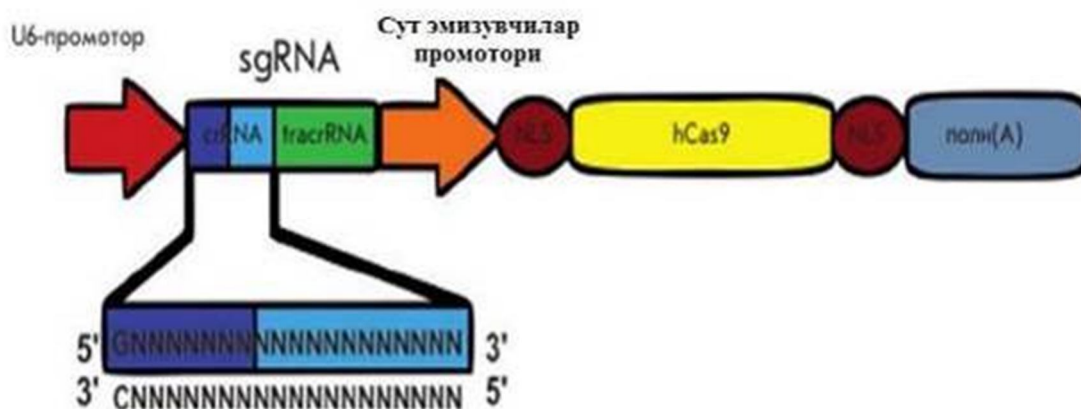 U6-промотор
sgRNA
Сут эмизувчилар
промотори
crRNA
tracrRNA
NLS
hCas9
NLS
поли(А)
5' GNNNNNNNNNNNNNNNNNNN 3'
3' CNNNNNNNNNNNNNNNNNNN 5'